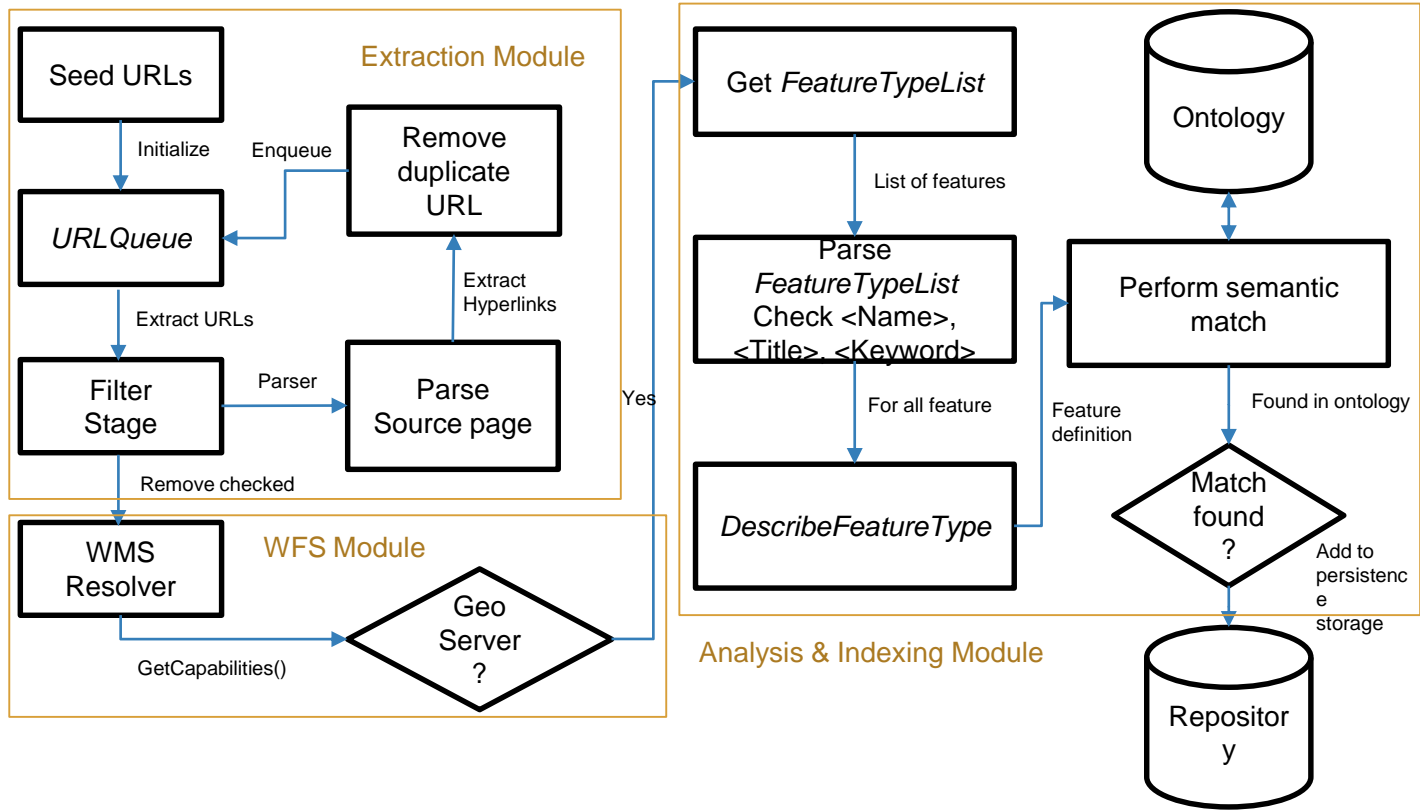 Extraction Module
Seed URLs
Initialize
Enqueue
Remove
duplicate
URL
URLQueue
Extract
Hyperlinks
Extract URLs
Filter
Stage
Parser
Parse
Source page
Remove checked
WFS Module
WMS
Resolver
GetCapabilities()
Geo
Server
?
Yes
Get FeatureTypeList
List of features
Parse
FeatureTypeList
Check <Name>,
<Title>, <Keyword>
For all feature
DescribeFeatureType
Feature
definition
Ontology
Perform semantic
match
Found in ontology
Match
found
?
Add to
persistenc
e
storage
Analysis & Indexing Module
Repositor
y